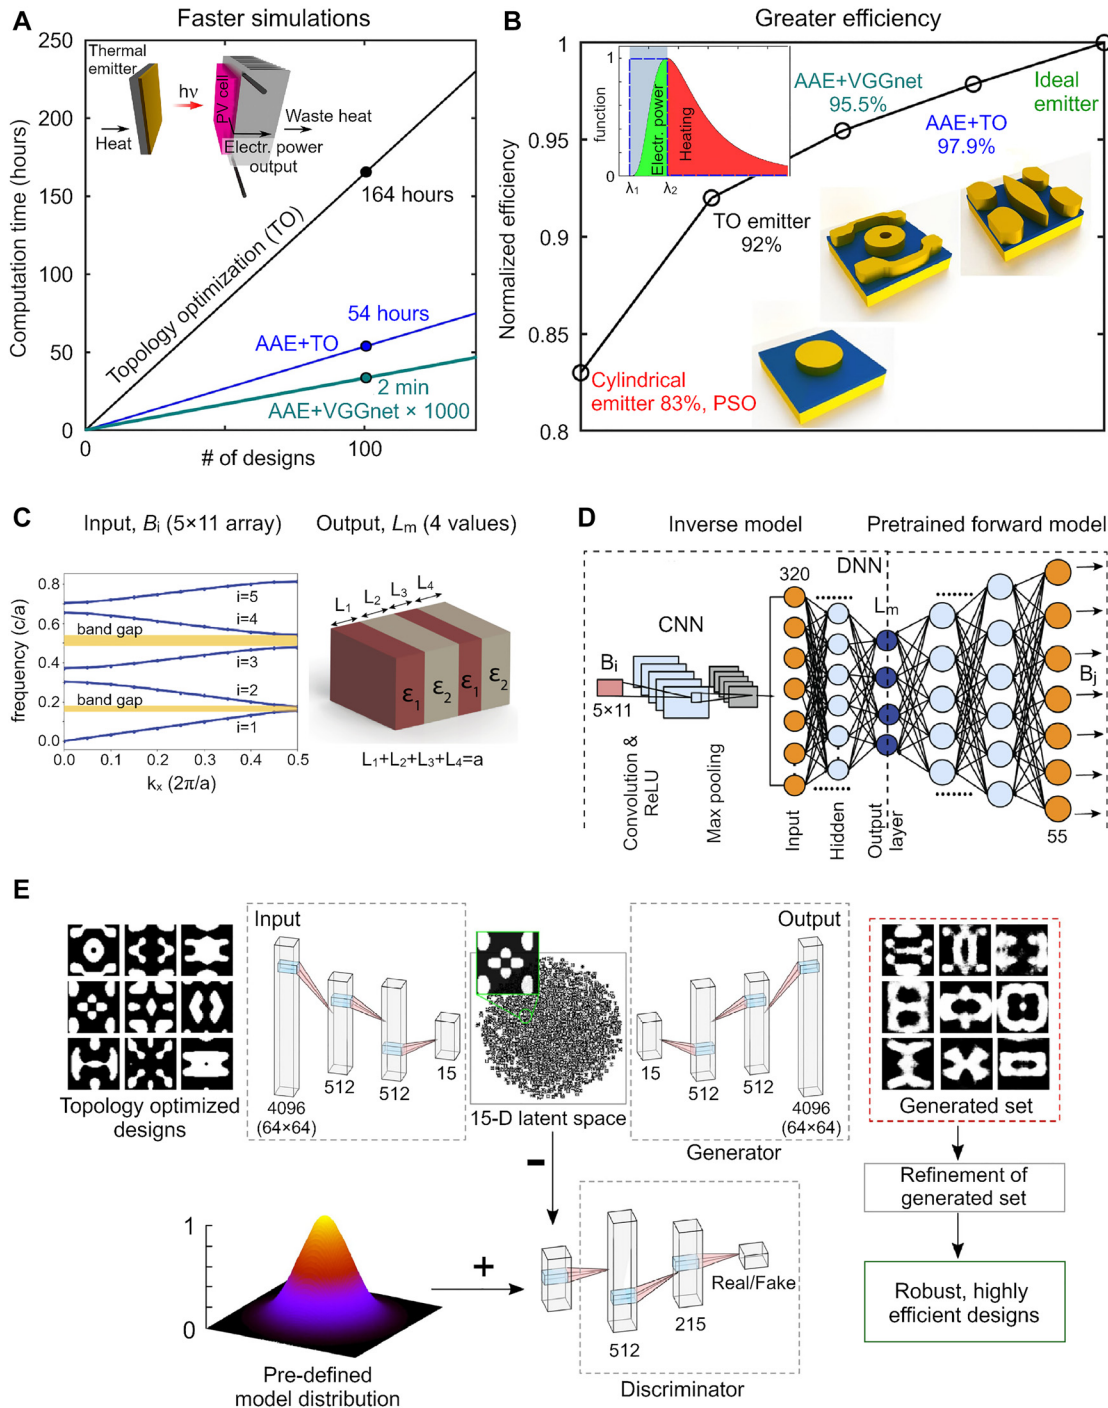 A
Faster simulations
250
200
150
100
50
0
Computation time (hours)
0
100
# of designs
Thermal
emitter
hν
PV cell
Heat
Waste heat
Electr. power
output
164 hours
Topology optimization (TO)
54 hours
AAE+TO
2 min
AAE+VGGnet × 1000
B
Greater efficiency
1
0.95
0.9
0.85
0.8
Normalized efficiency
1
0
function
Electr. power
Heating
λ1
λ2
AAE+VGGnet
95.5%
Ideal
emitter
AAE+TO
97.9%
TO emitter
92%
Cylindrical
emitter 83%, PSO
C
Input, Bi (5×11 array)
Output, Lm (4 values)
0.8
0.6
0.4
0.2
0.0
frequency (c/a)
i=5
i=4
band gap
i=3
i=2
band gap
i=1
0.0
0.1
0.2
0.3
0.4
0.5
kx (2π/a)
L1
L2
L3
L4
ε1
ε2
ε1
ε2
L1+L2+L3+L4=a
D
Inverse model
Pretrained forward model
320
DNN
Lm
CNN
Bi
5×11
Bj
Convolution &
ReLU
Max pooling
Input
Hidden
Output
layer
55
E
Input
Output
Topology optimized
designs
4096
(64×64)
512
512
15
15-D latent space
15
512
512
4096
(64×64)
Generator
Generated set
Refinement of
generated set
Robust, highly
efficient designs
-
+
1
0
Pre-defined
model distribution
512
215
Real/Fake
Discriminator